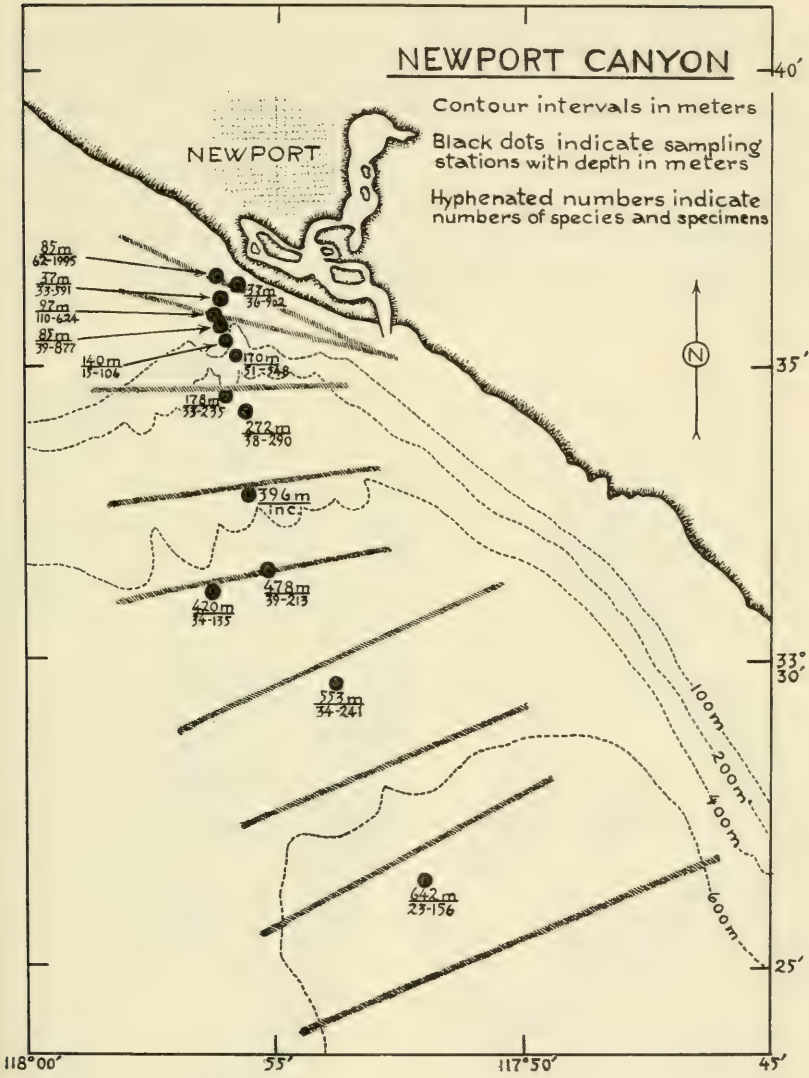 NEWPORT CANYON
40′
Contour intervals in meters
Black dots indicate sampling
stations with depth in meters
Hyphenated numbers indicate
numbers of species and specimens
NEWPORT
85m
62-1995
37m
33-591
97m
110-624
85m
39-877
140m
15-106
36-902
170m
178m
33-235
272m
38-290
N
35′
396m
inc.
478m
39-213
420m
34-135
33°
30′
553m
34-241
100m
200m.
400m
600m
642m
23-156
25′
118°00′
55′
117°50′
45′